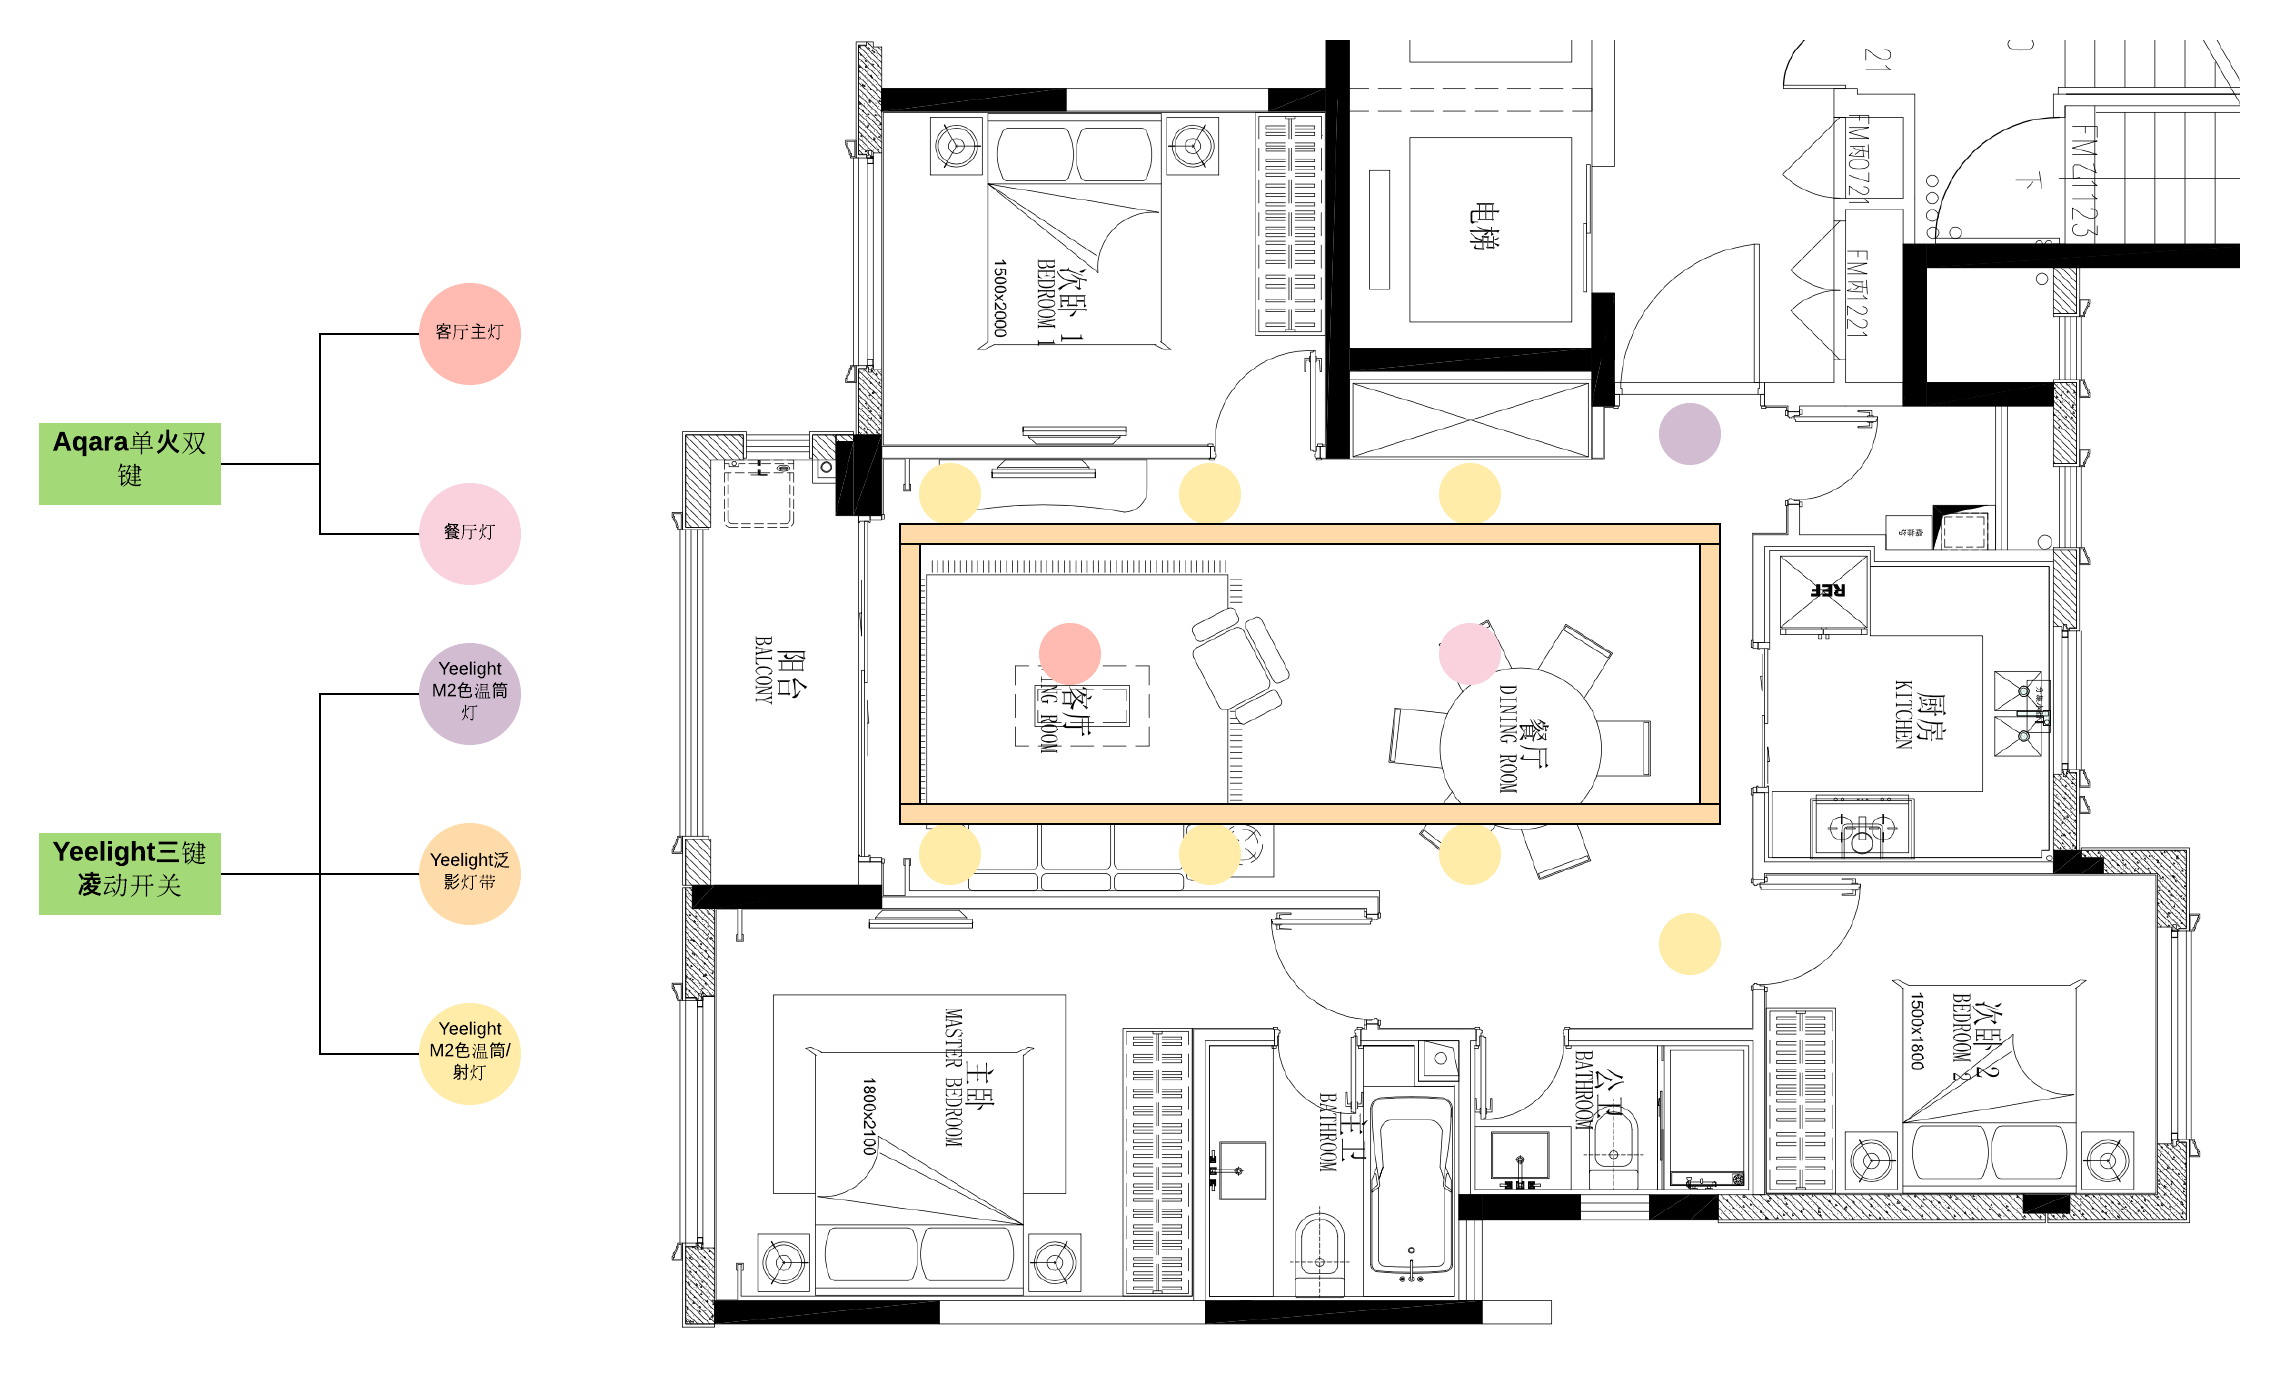 客厅主灯
Aqara单火双
键
餐厅灯
Yeelight
M2色温筒
灯
Yeelight三键
凌动开关
Yeelight泛
影灯带
Yeelight
M2色温筒/
射灯
21
FM丙0721
FM乙1123
下
电梯
FM丙1221
次卧 1
BEDROOM 1
1500x2000
REF
阳台
BALCONY
客厅
ING ROOM
餐厅
DINING ROOM
厨房
KITCHEN
主卧
MASTER BEDROOM
1800x2100
主卫
BATHROOM
公卫
BATHROOM
次卧 2
BEDROOM 2
1500x1800